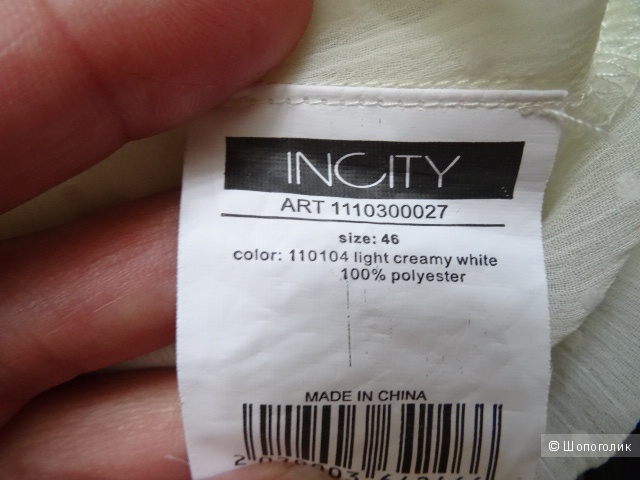 INCITY
ART 1110300027
size: 46
color: 110104 light creamy white
100% polyester
MADE IN CHINA
© Шопоголик